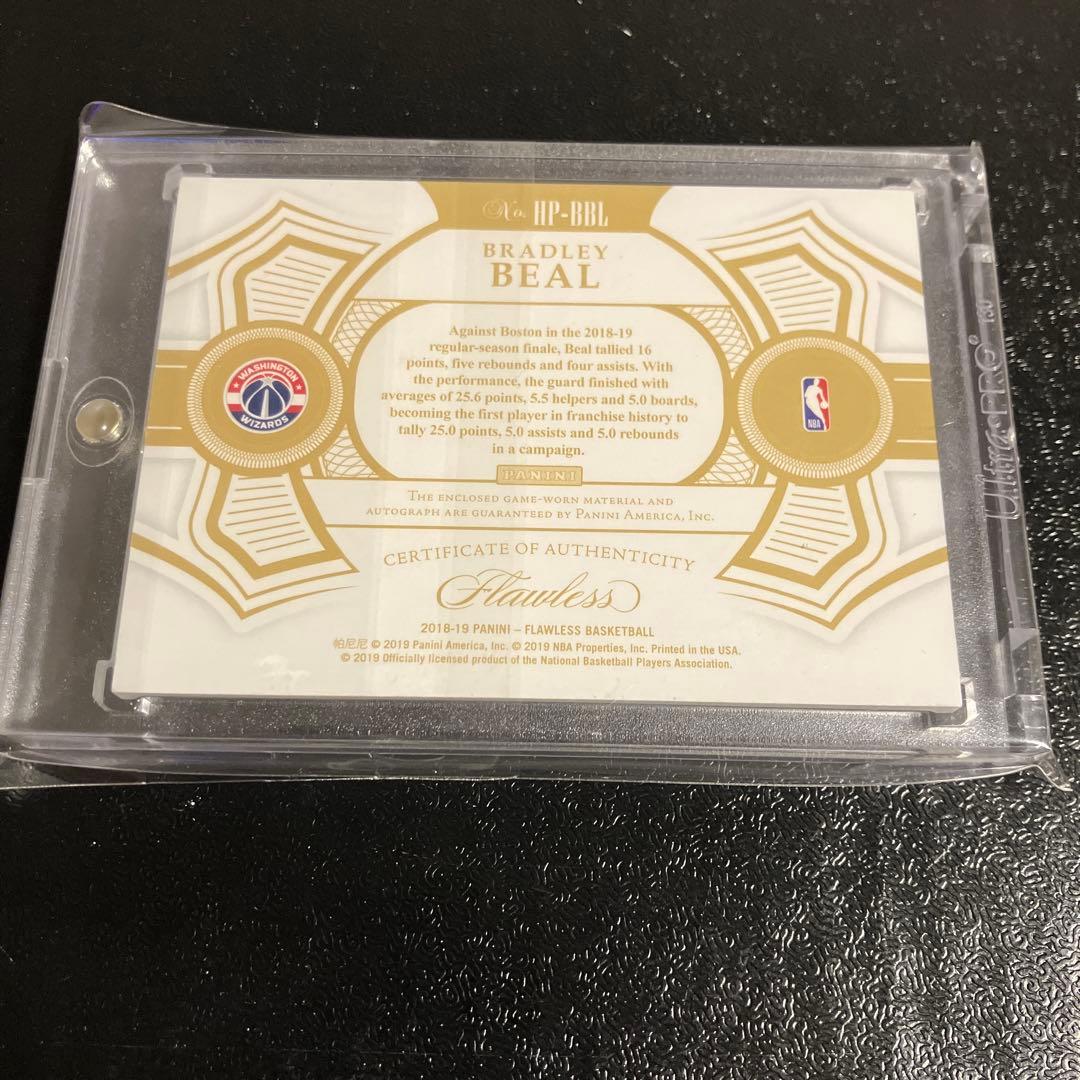 No. HP-BBL
BRADLEY
BEAL
Against Boston in the 2018-19
regular-season finale, Beal tallied 16
points, five rebounds and four assists. With
the performance, the guard finished with
averages of 25.6 points, 5.5 helpers and 5.0 boards,
becoming the first player in franchise history to
tally 25.0 points, 5.0 assists and 5.0 rebounds
in a campaign.
WASHINGTON
WIZARDS
NBA
PANINI
THE ENCLOSED GAME-WORN MATERIAL AND
AUTOGRAPH ARE GUARANTEED BY PANINI AMERICA, INC.
CERTIFICATE OF AUTHENTICITY
Flawless
2018-19 PANINI – FLAWLESS BASKETBALL
帕尼尼 © 2019 Panini America, Inc. © 2019 NBA Properties, Inc. Printed in the USA.
© 2019 Officially licensed product of the National Basketball Players Association.
Ultra•PRO® 130